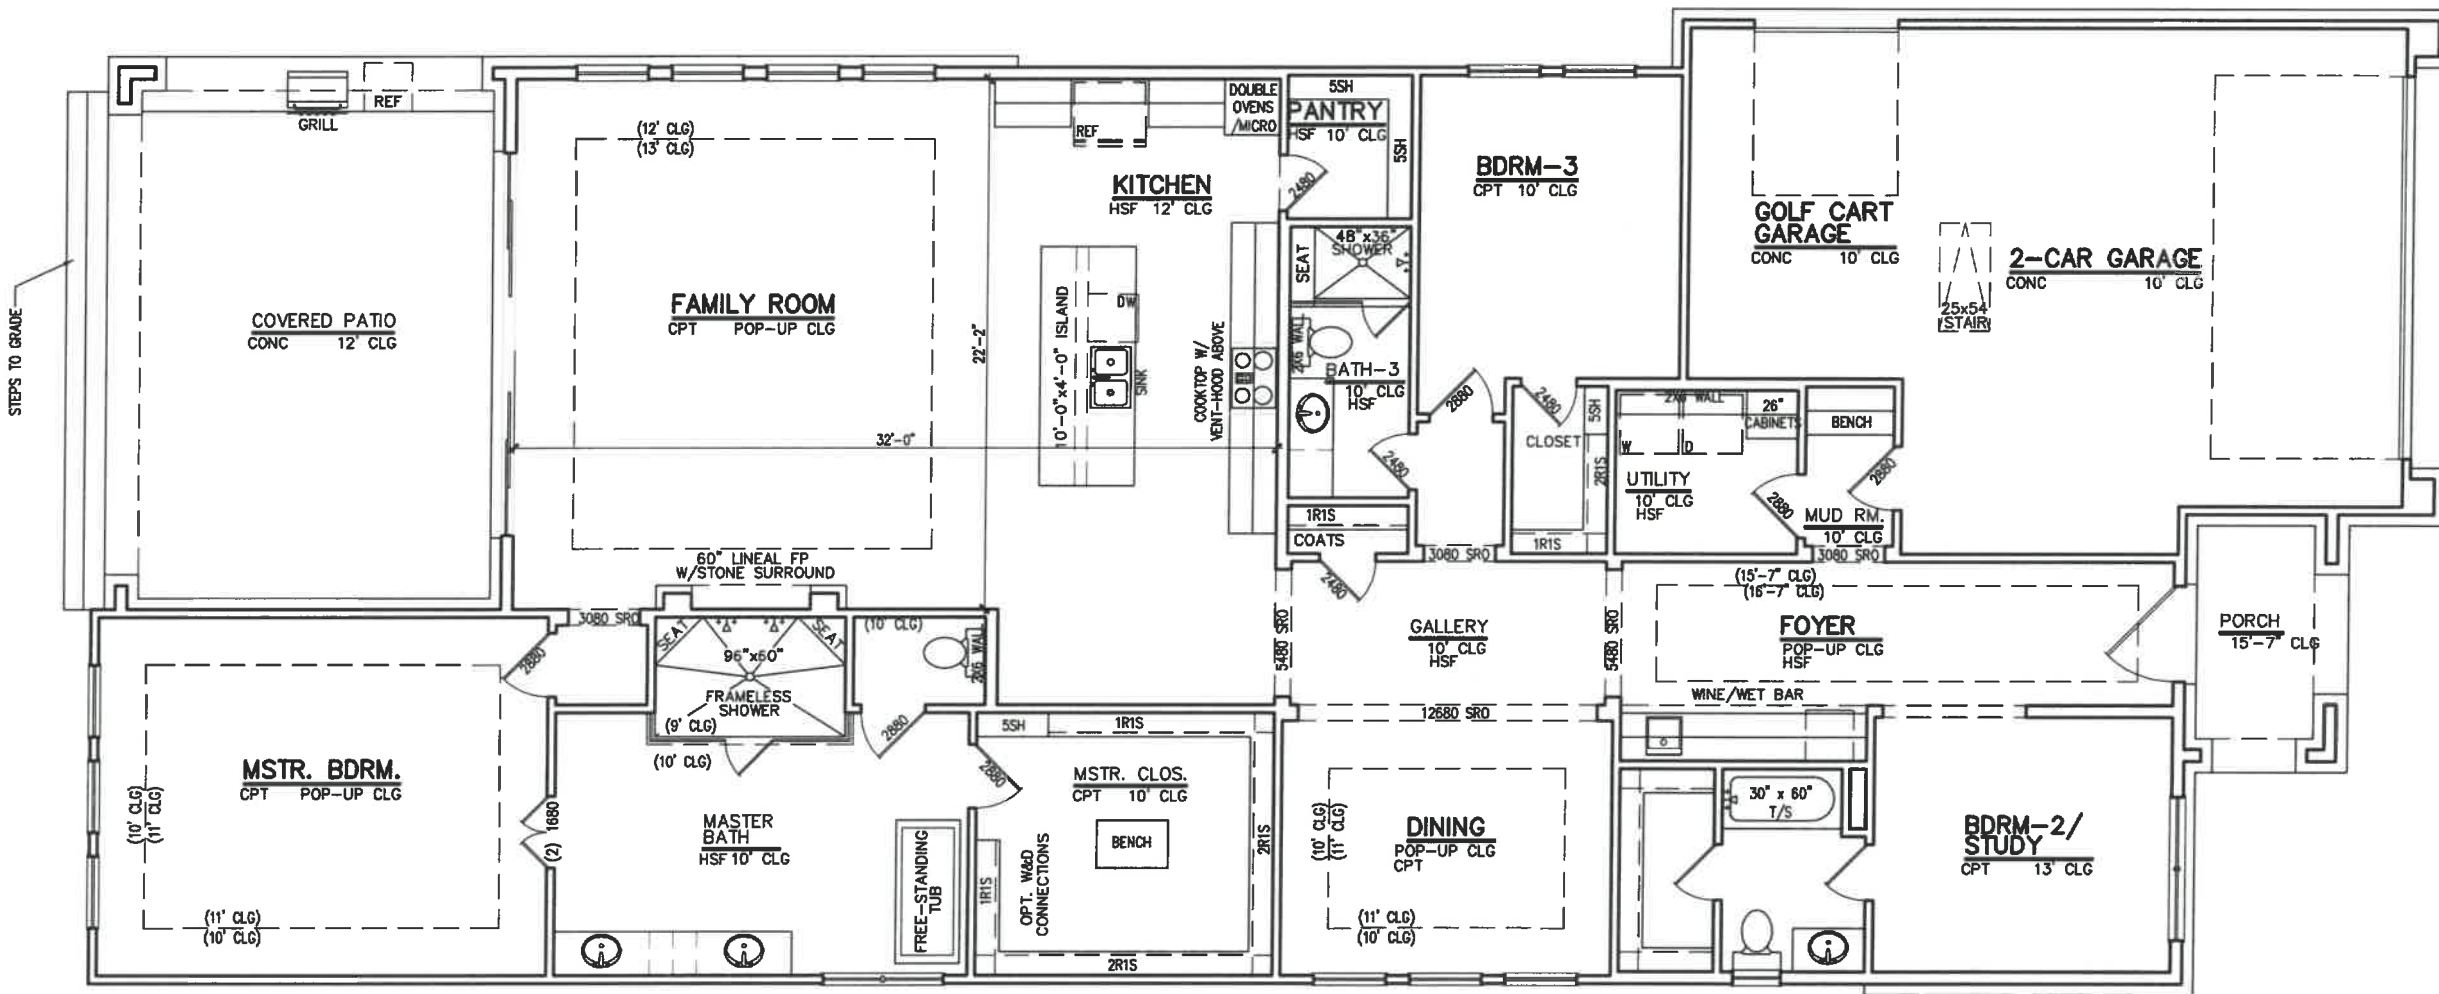 STEPS TO GRADE
GRILL
REF
COVERED PATIO
CONC 12' CLG
(12' CLG)
(13' CLG)
FAMILY ROOM
CPT POP-UP CLG
60" LINEAL FP
W/STONE SURROUND
32'-0"
22'-2"
REF
DOUBLE
OVENS
/MICRO
KITCHEN
HSF 12' CLG
10'-0"x4'-0" ISLAND
DW
SINK
COOKTOP W/
VENT-HOOD ABOVE
5SH
PANTRY
HSF 10' CLG
5SH
2480
SEAT
48"x36"
SHOWER
2X6 WALL
BATH-3
10' CLG
HSF
2480
1R1S
COATS
2480
BDRM-3
CPT 10' CLG
2880
2480
CLOSET
5SH
2R1S
1R1S
3080 SRO
GOLF CART
GARAGE
CONC 10' CLG
25x54
STAIR
2-CAR GARAGE
CONC 10' CLG
2X6 WALL
26"
CABINETS
W
D
UTILITY
10' CLG
HSF
2880
BENCH
2880
MUD RM.
10' CLG
3080 SRO
(15'-7" CLG)
(16'-7" CLG)
FOYER
POP-UP CLG
HSF
WINE/WET BAR
PORCH
15'-7" CLG
5480 SRO
GALLERY
10' CLG
HSF
5480 SRO
12680 SRO
3080 SRO
2880
SEAT
SEAT
96"x60"
FRAMELESS
SHOWER
(9' CLG)
(10' CLG)
(10' CLG)
2X6 WALL
2880
MSTR. BDRM.
CPT POP-UP CLG
(10' CLG)
(11' CLG)
(11' CLG)
(10' CLG)
(2) 1680
MASTER
BATH
HSF 10' CLG
FREE-STANDING
TUB
2880
5SH
1R1S
MSTR. CLOS.
CPT 10' CLG
BENCH
1R1S
OPT. W&D
CONNECTIONS
2R1S
2R1S
DINING
POP-UP CLG
CPT
(10' CLG)
(11' CLG)
(11' CLG)
(10' CLG)
30" x 60"
T/S
BDRM-2/
STUDY
CPT 13' CLG